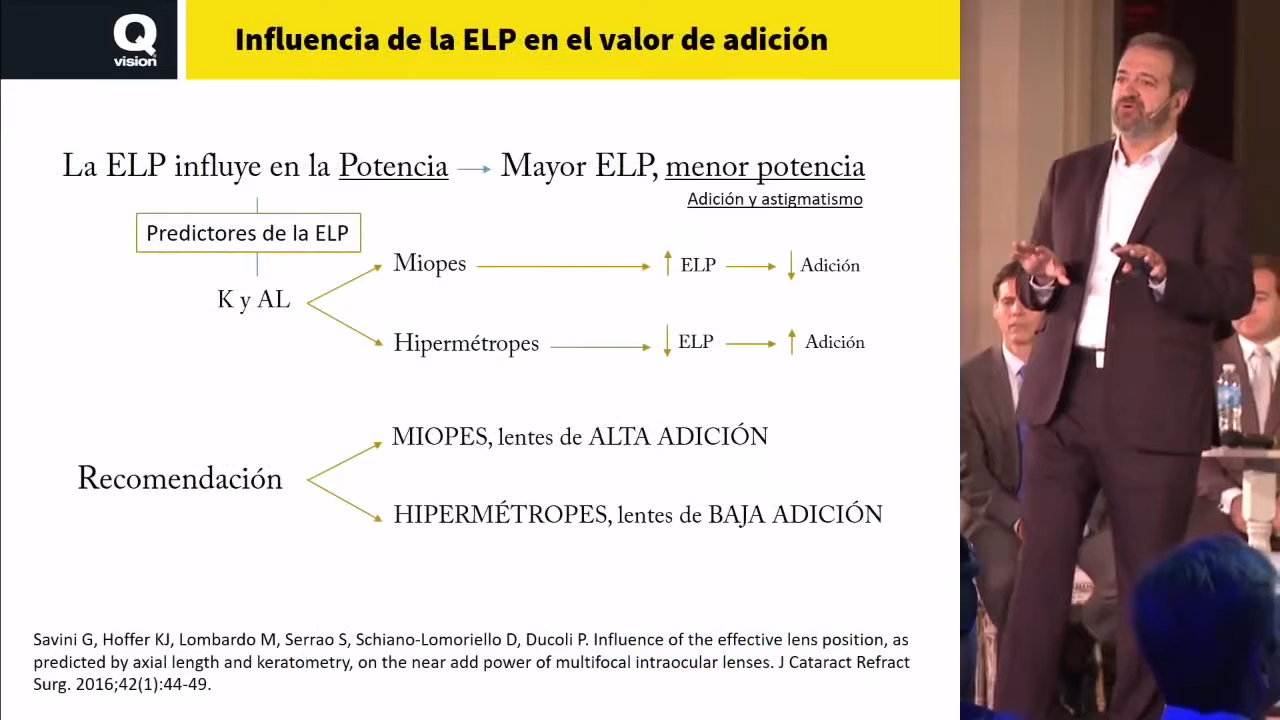 Q
vision
Influencia de la ELP en el valor de adición
La ELP influye en la Potencia
Mayor ELP, menor potencia
Adición y astigmatismo
Predictores de la ELP
K y AL
Miopes
ELP
Adición
Hipermétropes
ELP
Adición
Recomendación
MIOPES, lentes de ALTA ADICIÓN
HIPERMÉTROPES, lentes de BAJA ADICIÓN
Savini G, Hoffer KJ, Lombardo M, Serrao S, Schiano-Lomoriello D, Ducoli P. Influence of the effective lens position, as
predicted by axial length and keratometry, on the near add power of multifocal intraocular lenses. J Cataract Refract
Surg. 2016;42(1):44-49.